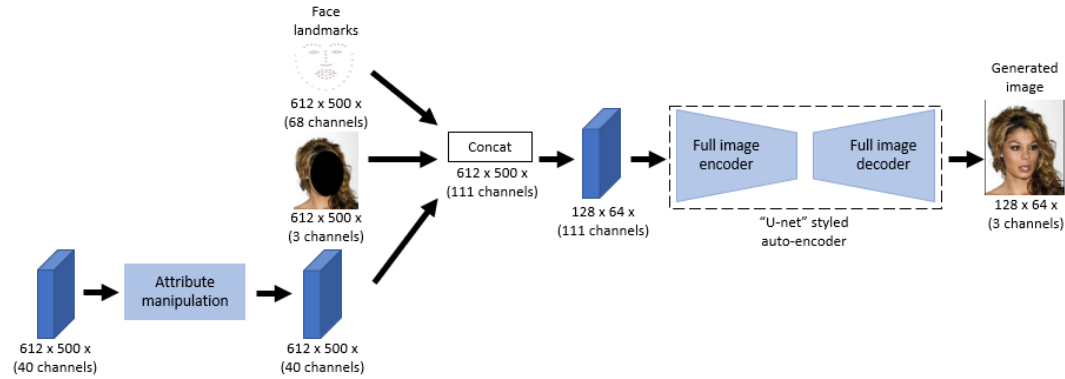 Face
landmarks
612 x 500 x
(68 channels)
612 x 500 x
(3 channels)
612 x 500 x
(40 channels)
Attribute
manipulation
612 x 500 x
(40 channels)
Concat
612 x 500 x
(111 channels)
128 x 64 x
(111 channels)
Full image
encoder
Full image
decoder
“U-net” styled
auto-encoder
Generated
image
128 x 64 x
(3 channels)